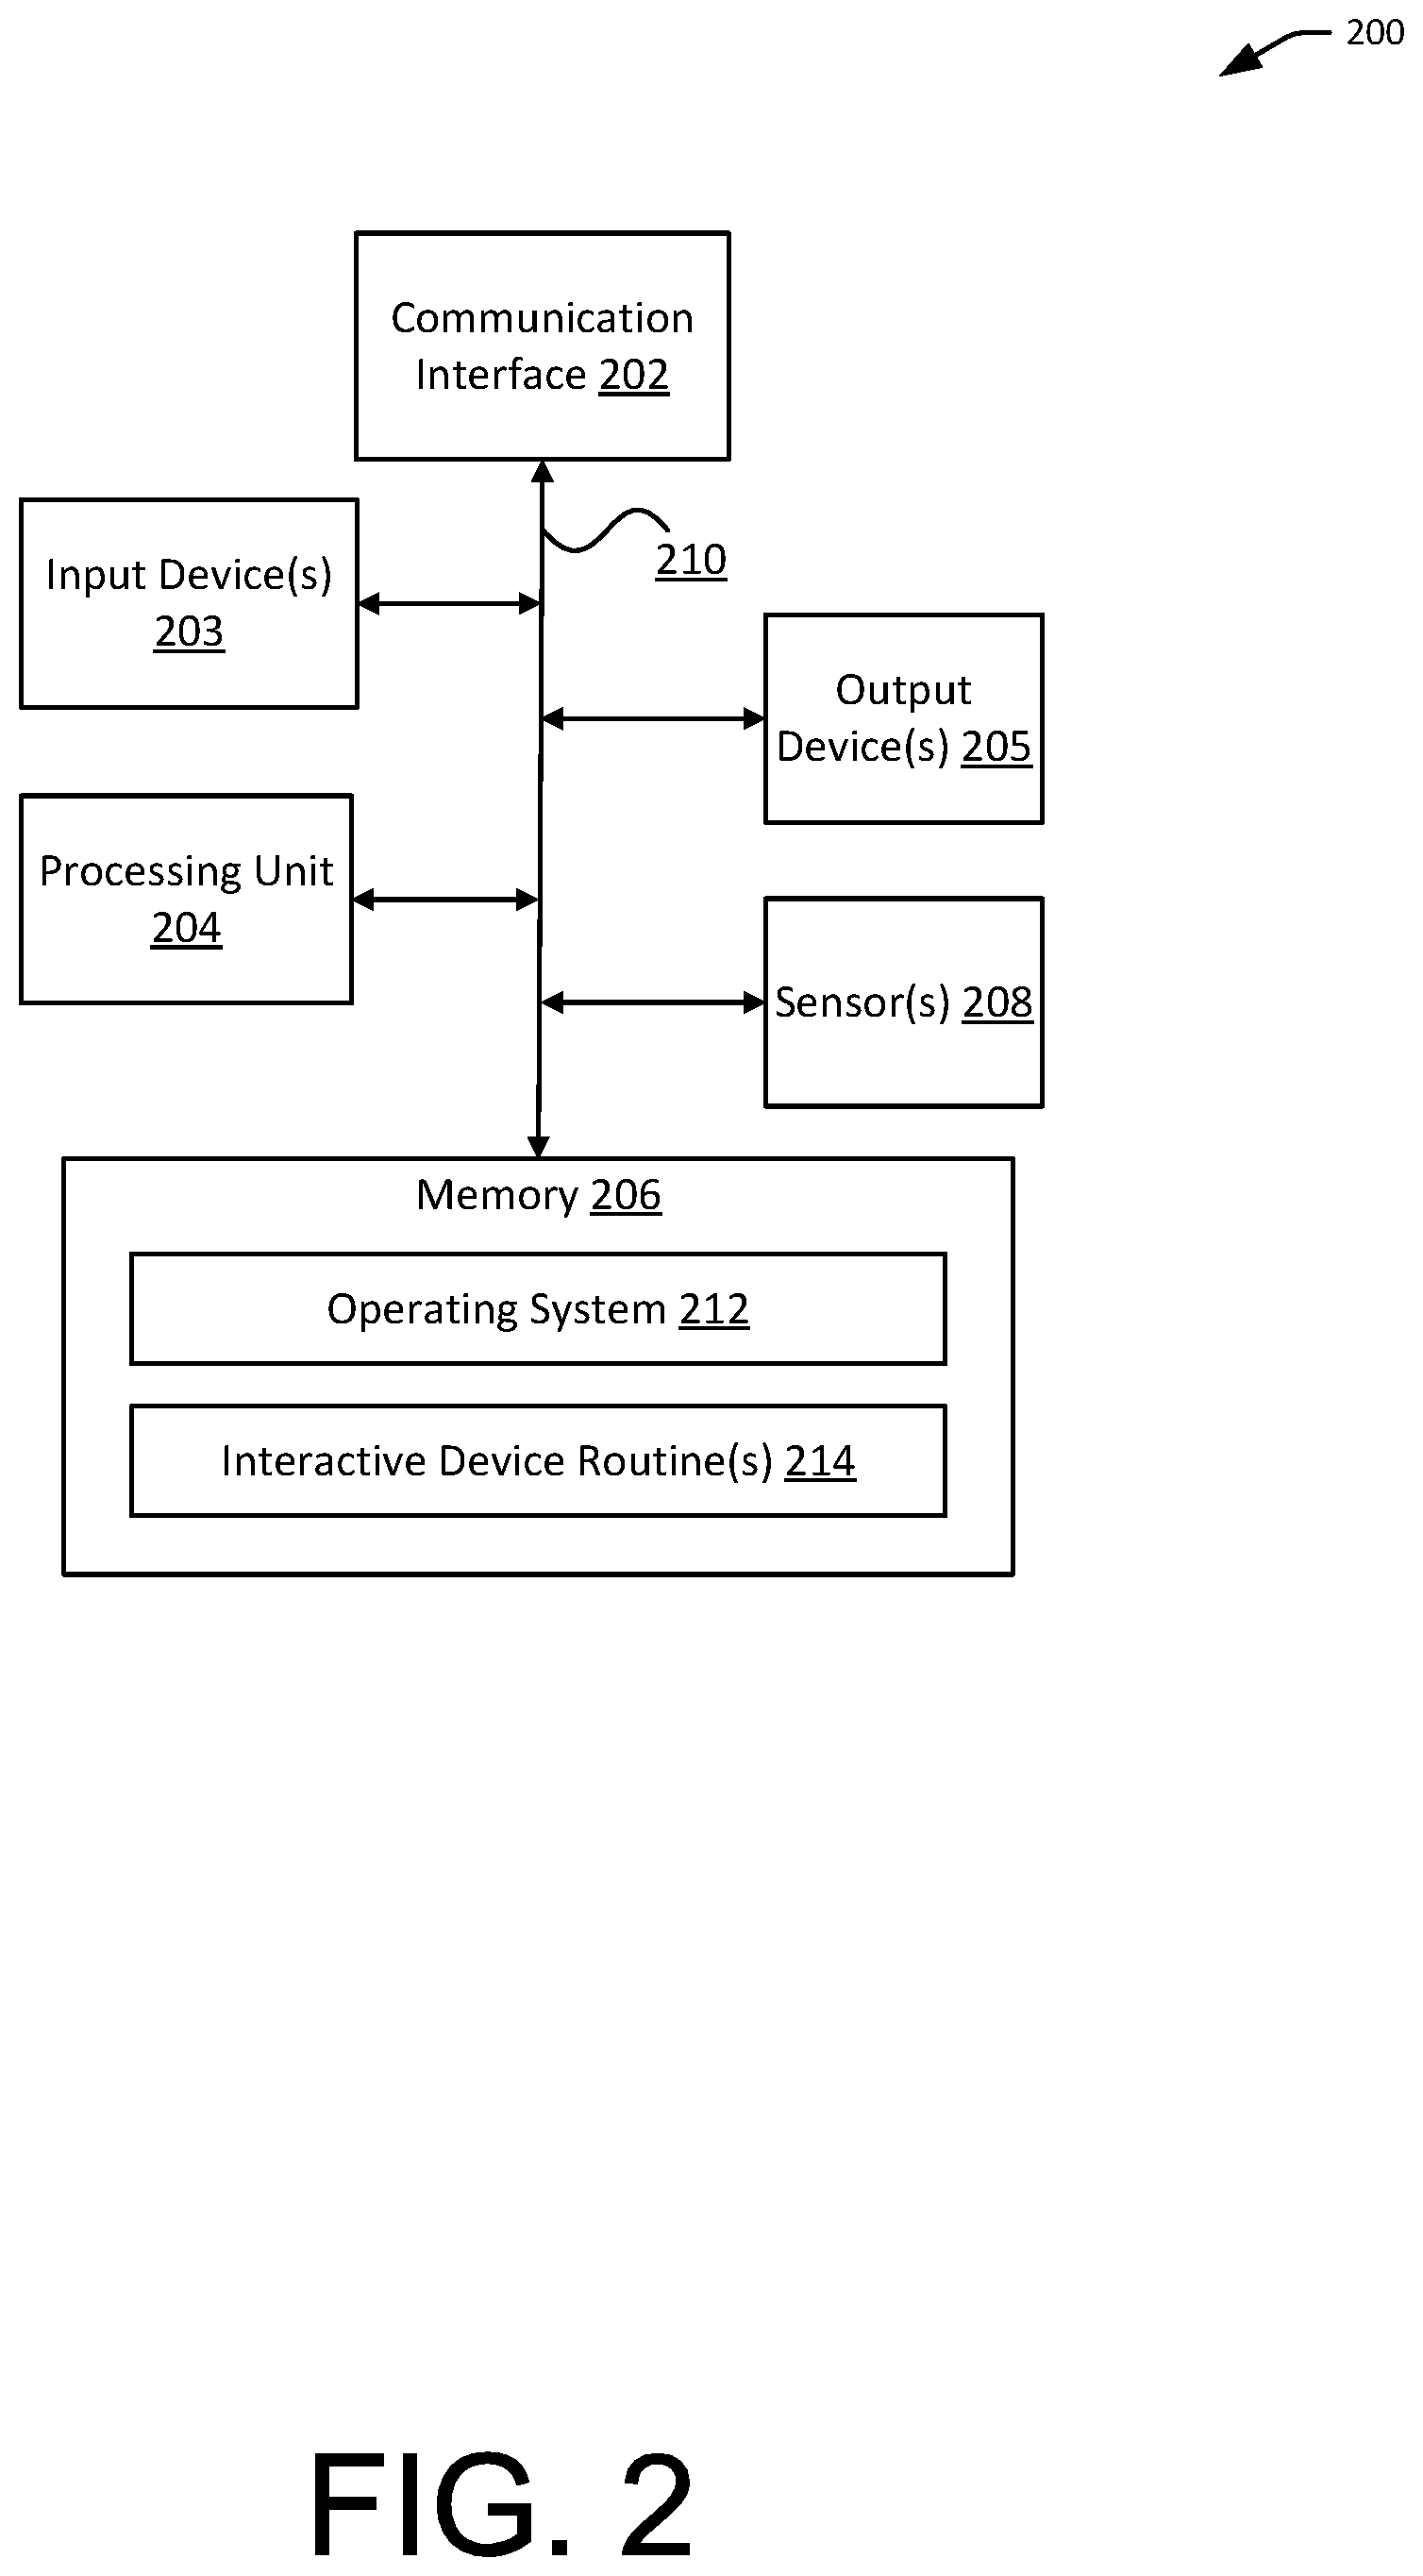 200
Communication
Interface 202
210
Input Device(s)
203
Output
Device(s) 205
Processing Unit
204
Sensor(s) 208
Memory 206
Operating System 212
Interactive Device Routine(s) 214
FIG. 2